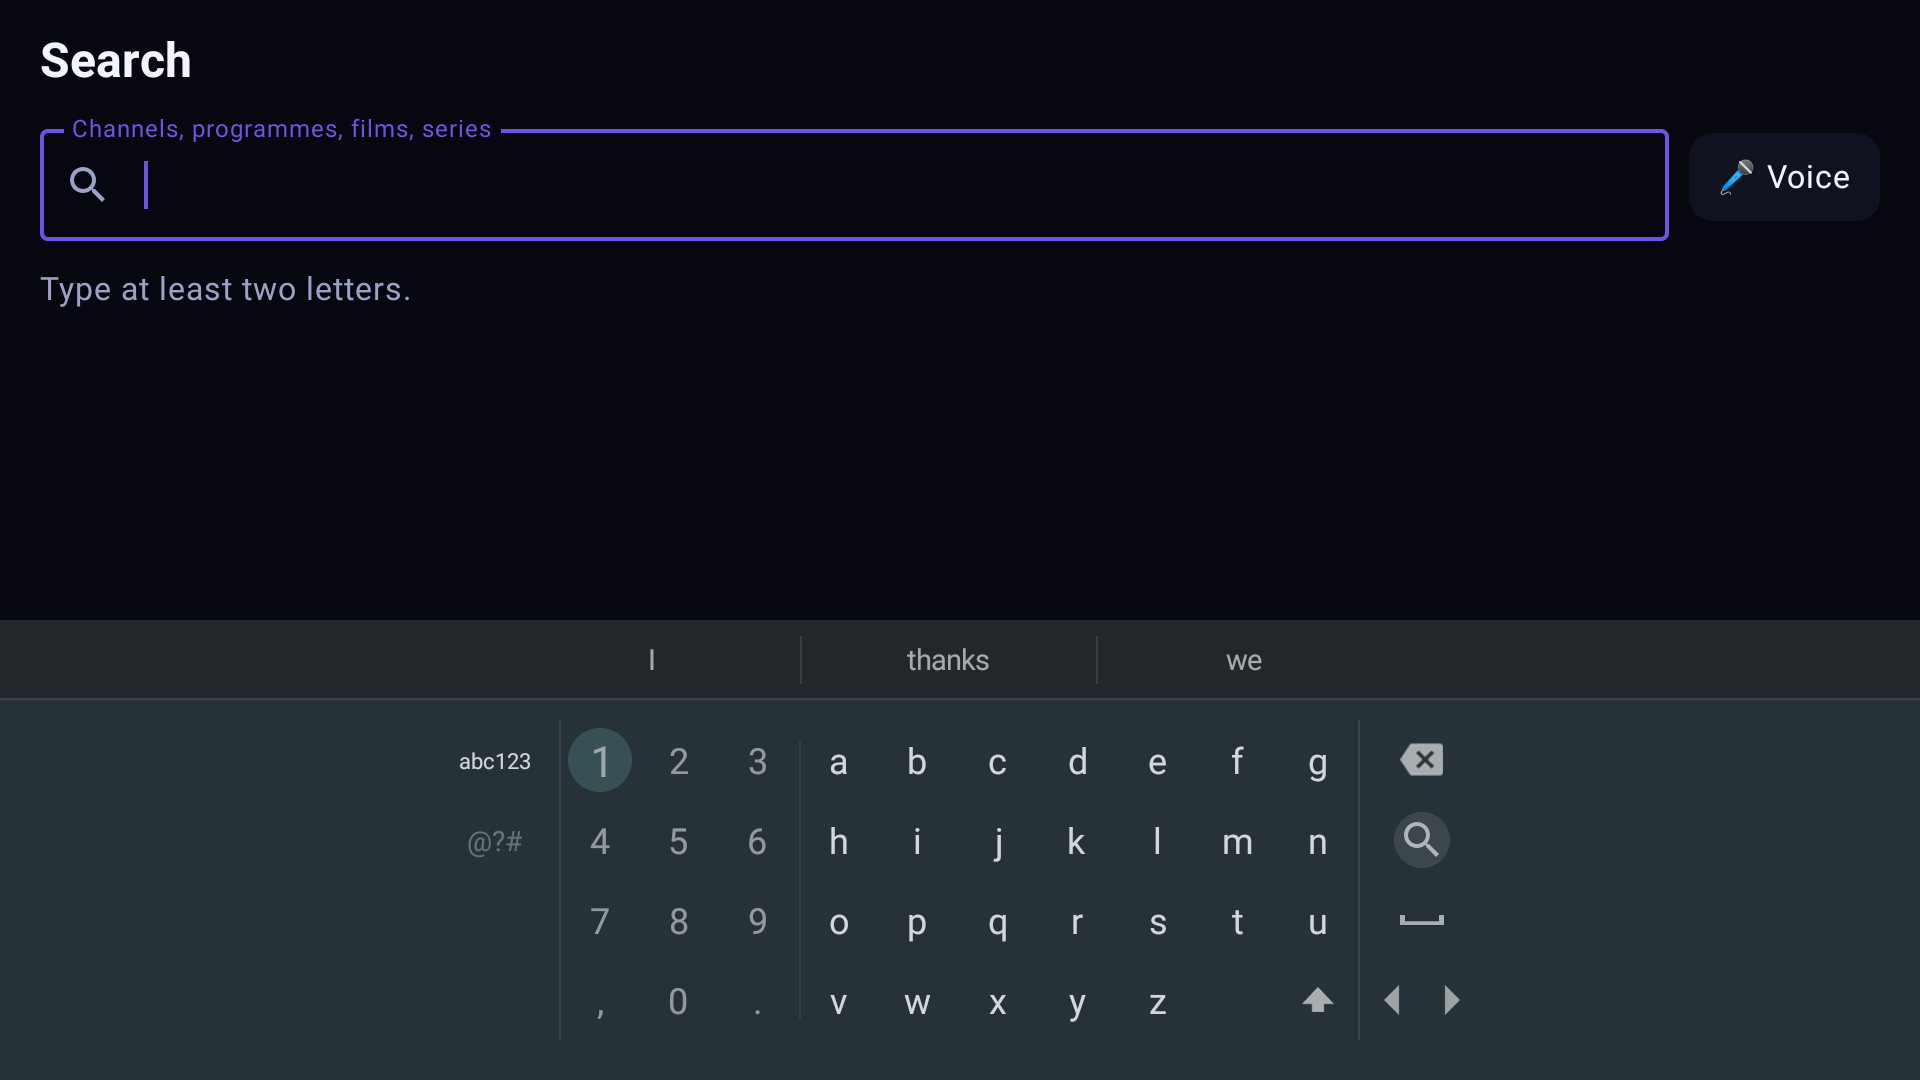 Search
Channels, programmes, films, series
Voice
Type at least two letters.
I thanks we
abc123 1 2 3 a b c d e f g
@?# 4 5 6 h i j k l m n
7 8 9 o p q r s t u
, 0 . v w x y z